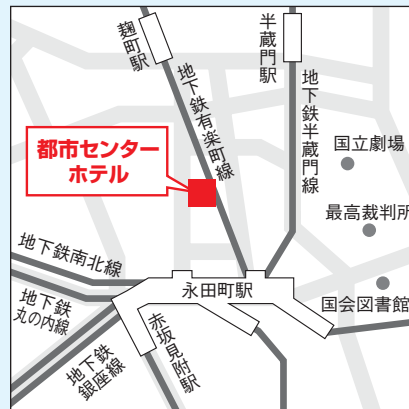 麹町駅
半蔵門駅
地下鉄有楽町線
地下鉄半蔵門線
都市センター
ホテル
国立劇場
最高裁判所
国会図書館
地下鉄南北線
永田町駅
地下鉄
丸の内線
赤坂見附駅
地下鉄
銀座線